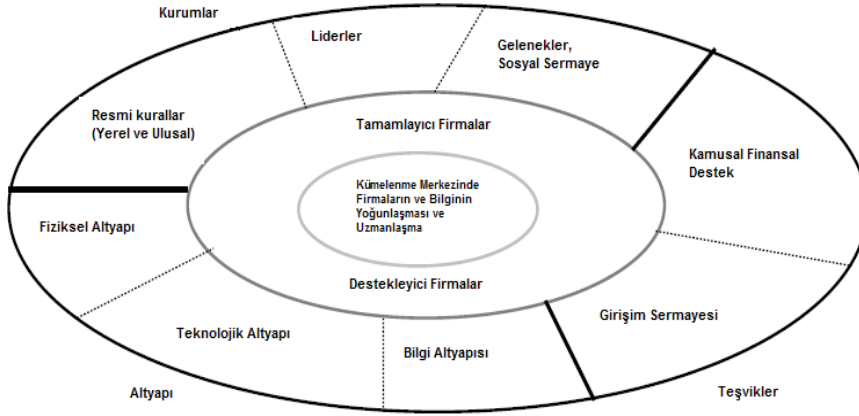 Kurumlar
Liderler
Gelenekler,
Sosyal Sermaye
Resmi kurallar
(Yerel ve Ulusal)
Tamamlayıcı Firmalar
Kamusal Finansal
Destek
Kümelenme Merkezinde
Firmaların ve Bilginin
Yoğunlaşması ve
Uzmanlaşma
Fiziksel Altyapı
Destekleyici Firmalar
Girişim Sermayesi
Teknolojik Altyapı
Bilgi Altyapısı
Altyapı
Teşvikler